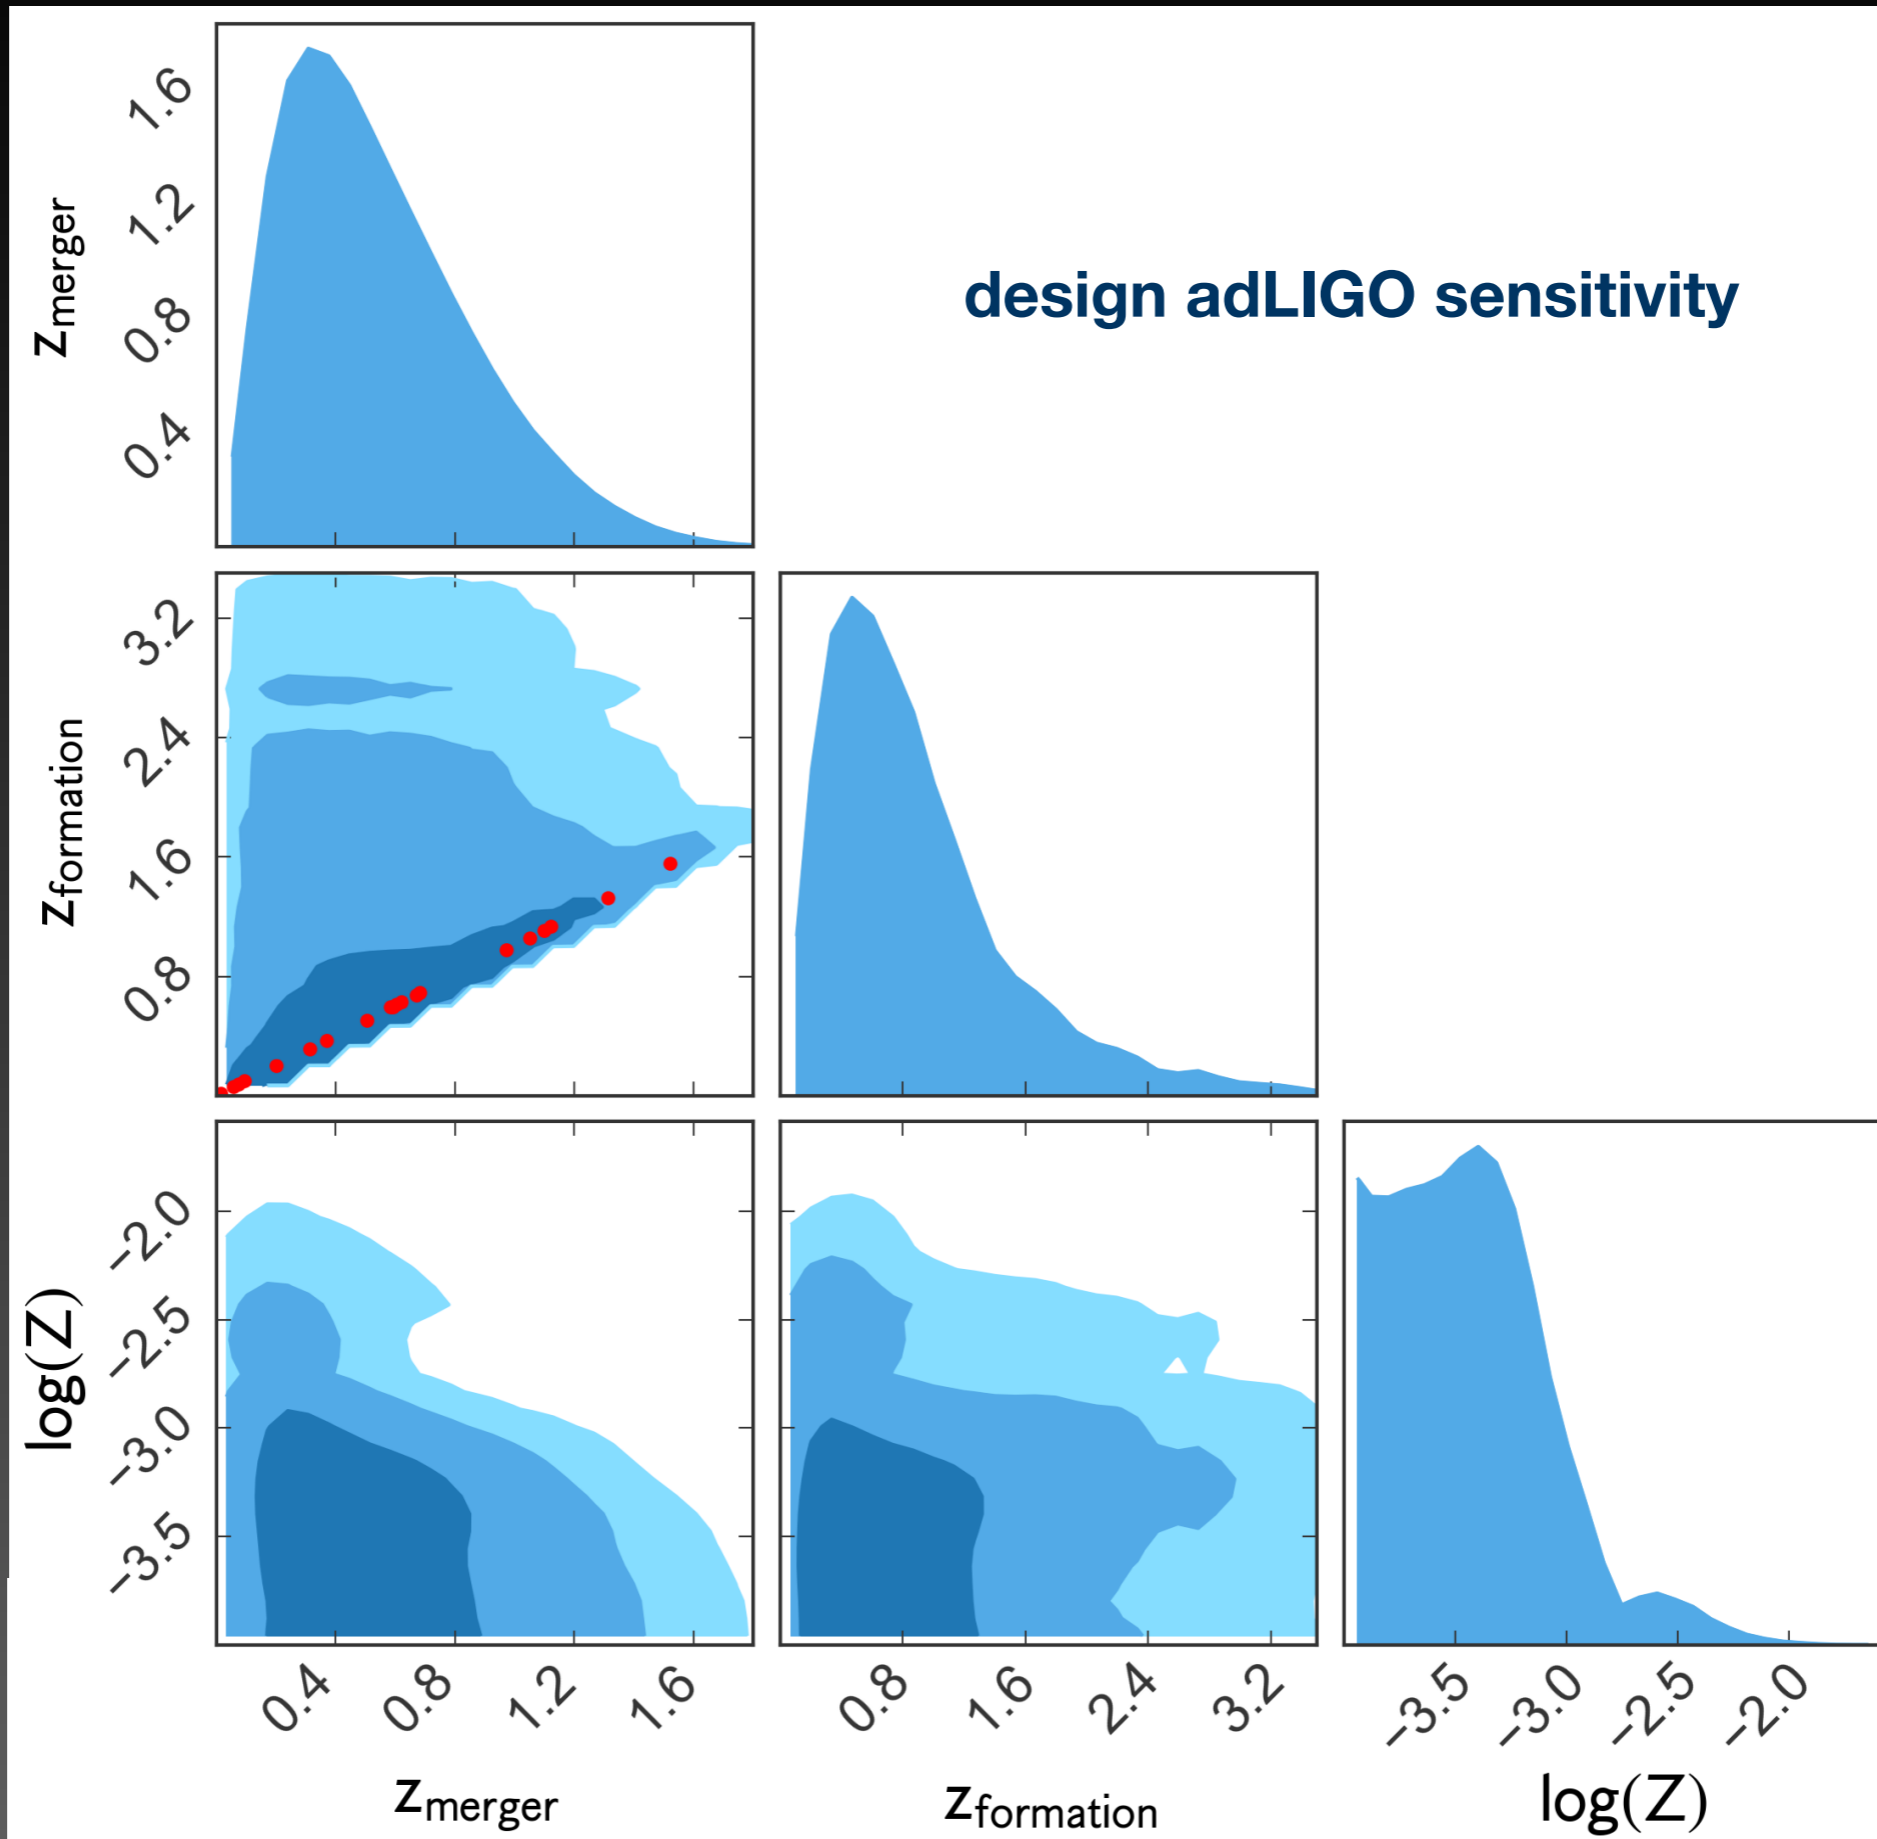 1.6
1.2
0.8
0.4
zmerger
design adLIGO sensitivity
3.2
2.4
1.6
0.8
zformation
−2.0
−2.5
−3.0
−3.5
log(Z)
0.4 0.8 1.2 1.6
0.8 1.6 2.4 3.2
−3.5 −3.0 −2.5 −2.0
zmerger
zformation
log(Z)